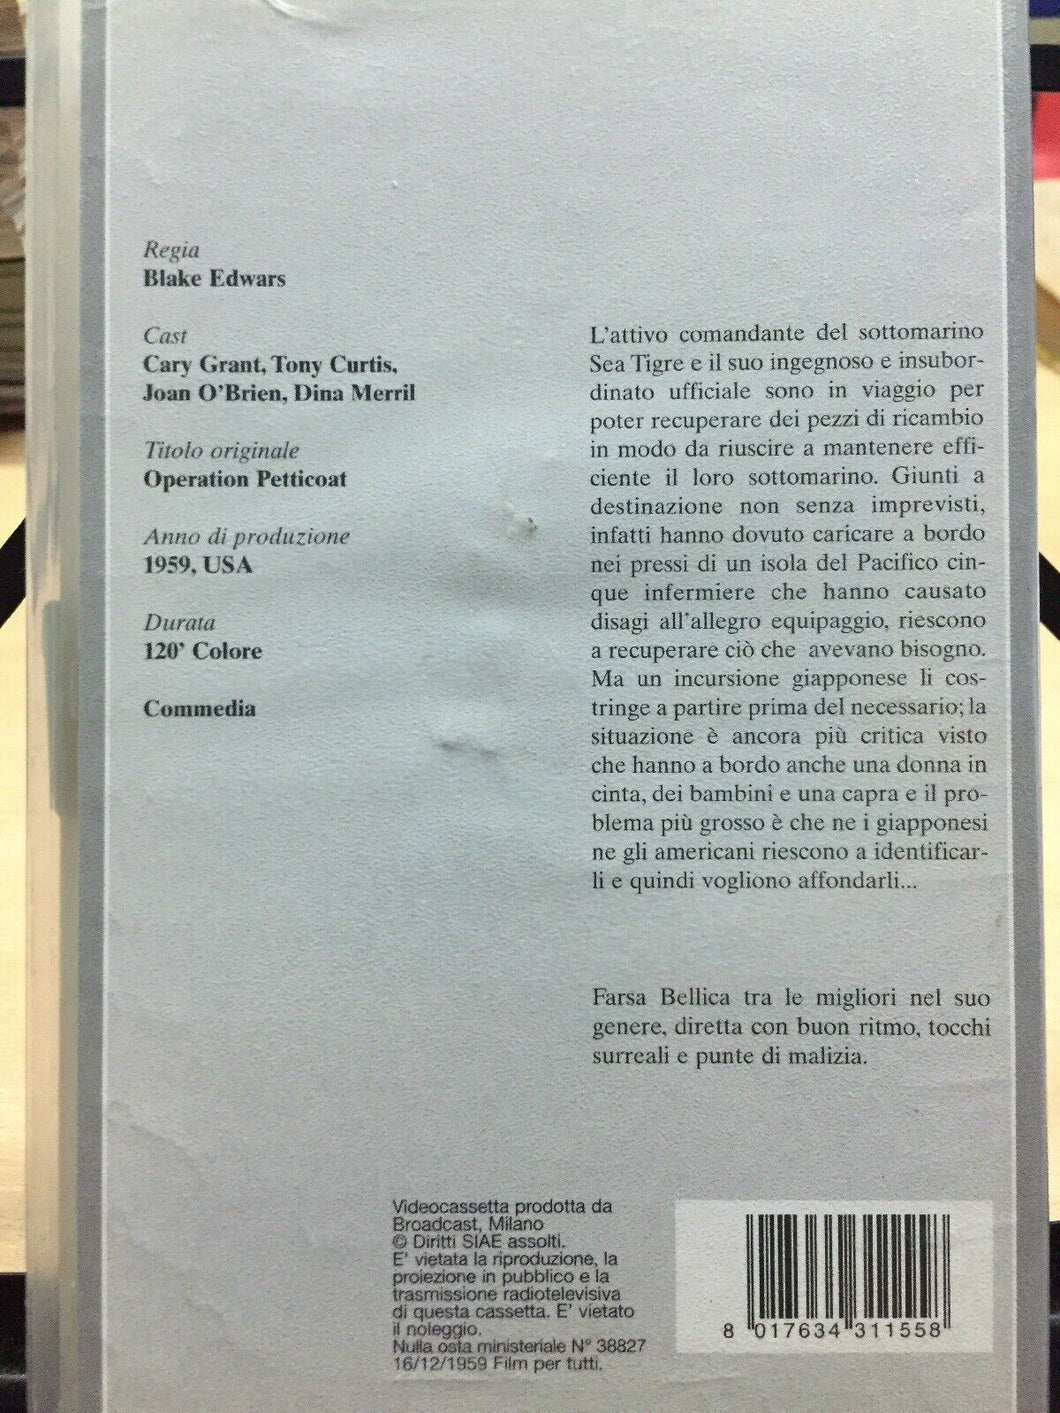 Regia
Blake Edwars
Cast
Cary Grant, Tony Curtis,
Joan O'Brien, Dina Merril
Titolo originale
Operation Petticoat
Anno di produzione
1959, USA
Durata
120' Colore
Commedia
L'attivo comandante del sottomarino
Sea Tigre e il suo ingegnoso e insubor-
dinato ufficiale sono in viaggio per
poter recuperare dei pezzi di ricambio
in modo da riuscire a mantenere effi-
ciente il loro sottomarino. Giunti a
destinazione non senza imprevisti,
infatti hanno dovuto caricare a bordo
nei pressi di un isola del Pacifico cin-
que infermiere che hanno causato
disagi all'allegro equipaggio, riescono
a recuperare ciò che avevano bisogno.
Ma un incursione giapponese li cos-
tringe a partire prima del necessario; la
situazione è ancora più critica visto
che hanno a bordo anche una donna in
cinta, dei bambini e una capra e il pro-
blema più grosso è che ne i giapponesi
ne gli americani riescono a identificar-
li e quindi vogliono affondarli...
Farsa Bellica tra le migliori nel suo
genere, diretta con buon ritmo, tocchi
surreali e punte di malizia.
Videocassetta prodotta da
Broadcast, Milano
© Diritti SIAE assolti.
E' vietata la riproduzione, la
proiezione in pubblico e la
trasmissione radiotelevisiva
di questa cassetta. E' vietato
il noleggio.
Nulla osta ministeriale N° 38827
16/12/1959 Film per tutti.
8 017634 311558